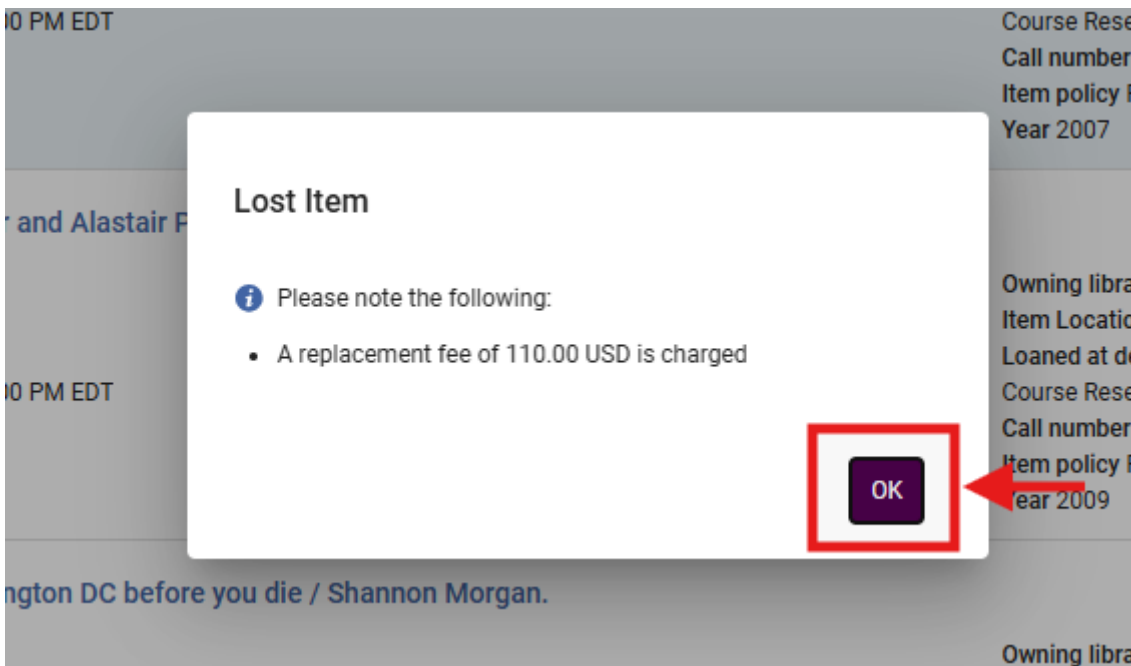 00 PM EDT
Course Rese
Call number
Item policy
Year 2007
Lost Item
r and Alastair P
Please note the following:
Owning libra
Item Locatio
A replacement fee of 110.00 USD is charged
Loaned at de
00 PM EDT
Course Rese
Call number
Item policy
OK
Year 2009
ngton DC before you die / Shannon Morgan.
Owning libra